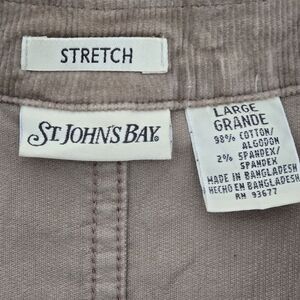 STRETCH
ST. JOHN'S BAY.
LARGE
GRANDE
98% COTTON/
ALGODON
2% SPANDEX/
SPANDEX
MADE IN BANGLADESH
HECHO EN BANGLADESH
RN 93677